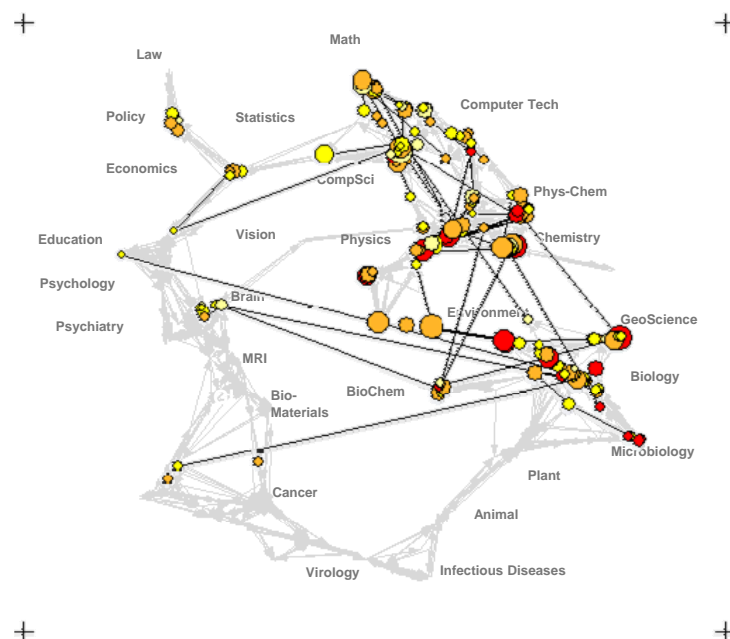 Math
Law
Computer Tech
Policy
Statistics
Economics
CompSci
Phys-Chem
Education
Vision
Physics
Chemistry
Psychology
Brain
Environment
GeoScience
Psychiatry
MRI
Biology
BioChem
Bio-
Materials
Microbiology
Plant
Cancer
Animal
Virology
Infectious Diseases